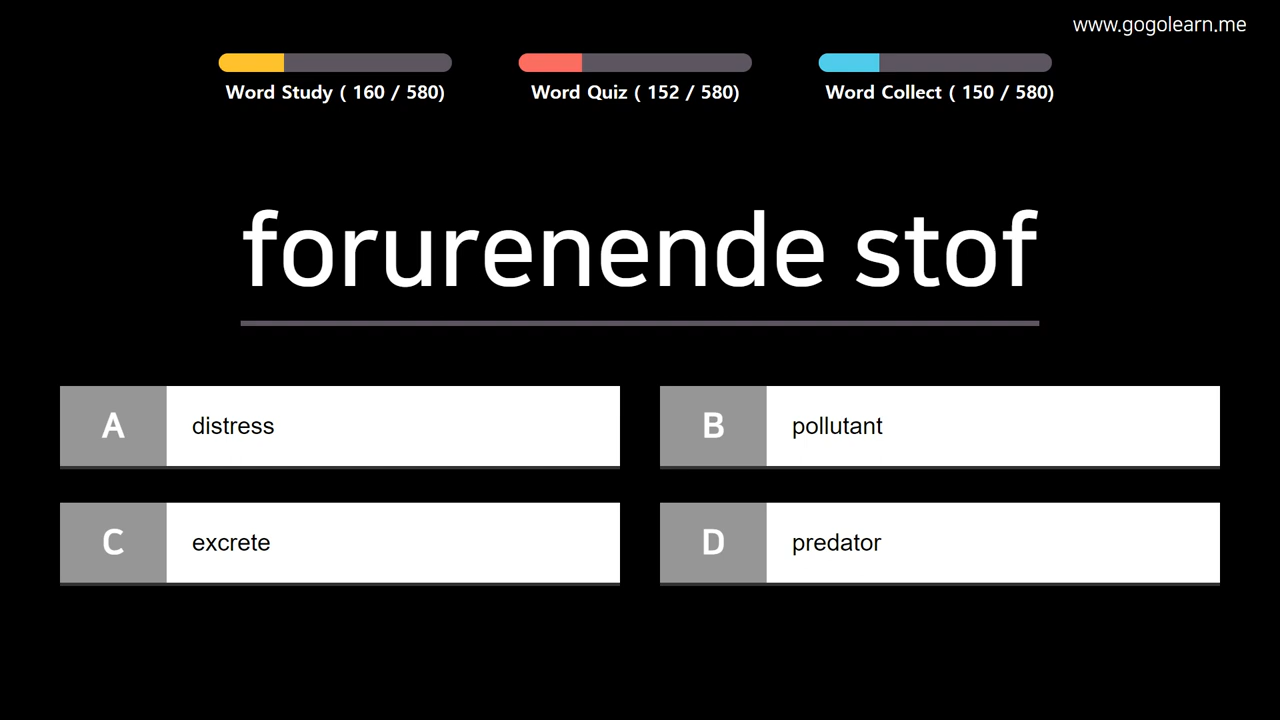 www.gogolearn.me
Word Study ( 160 / 580)
Word Quiz ( 152 / 580)
Word Collect ( 150 / 580)
forurenende stof
A distress
B pollutant
C excrete
D predator